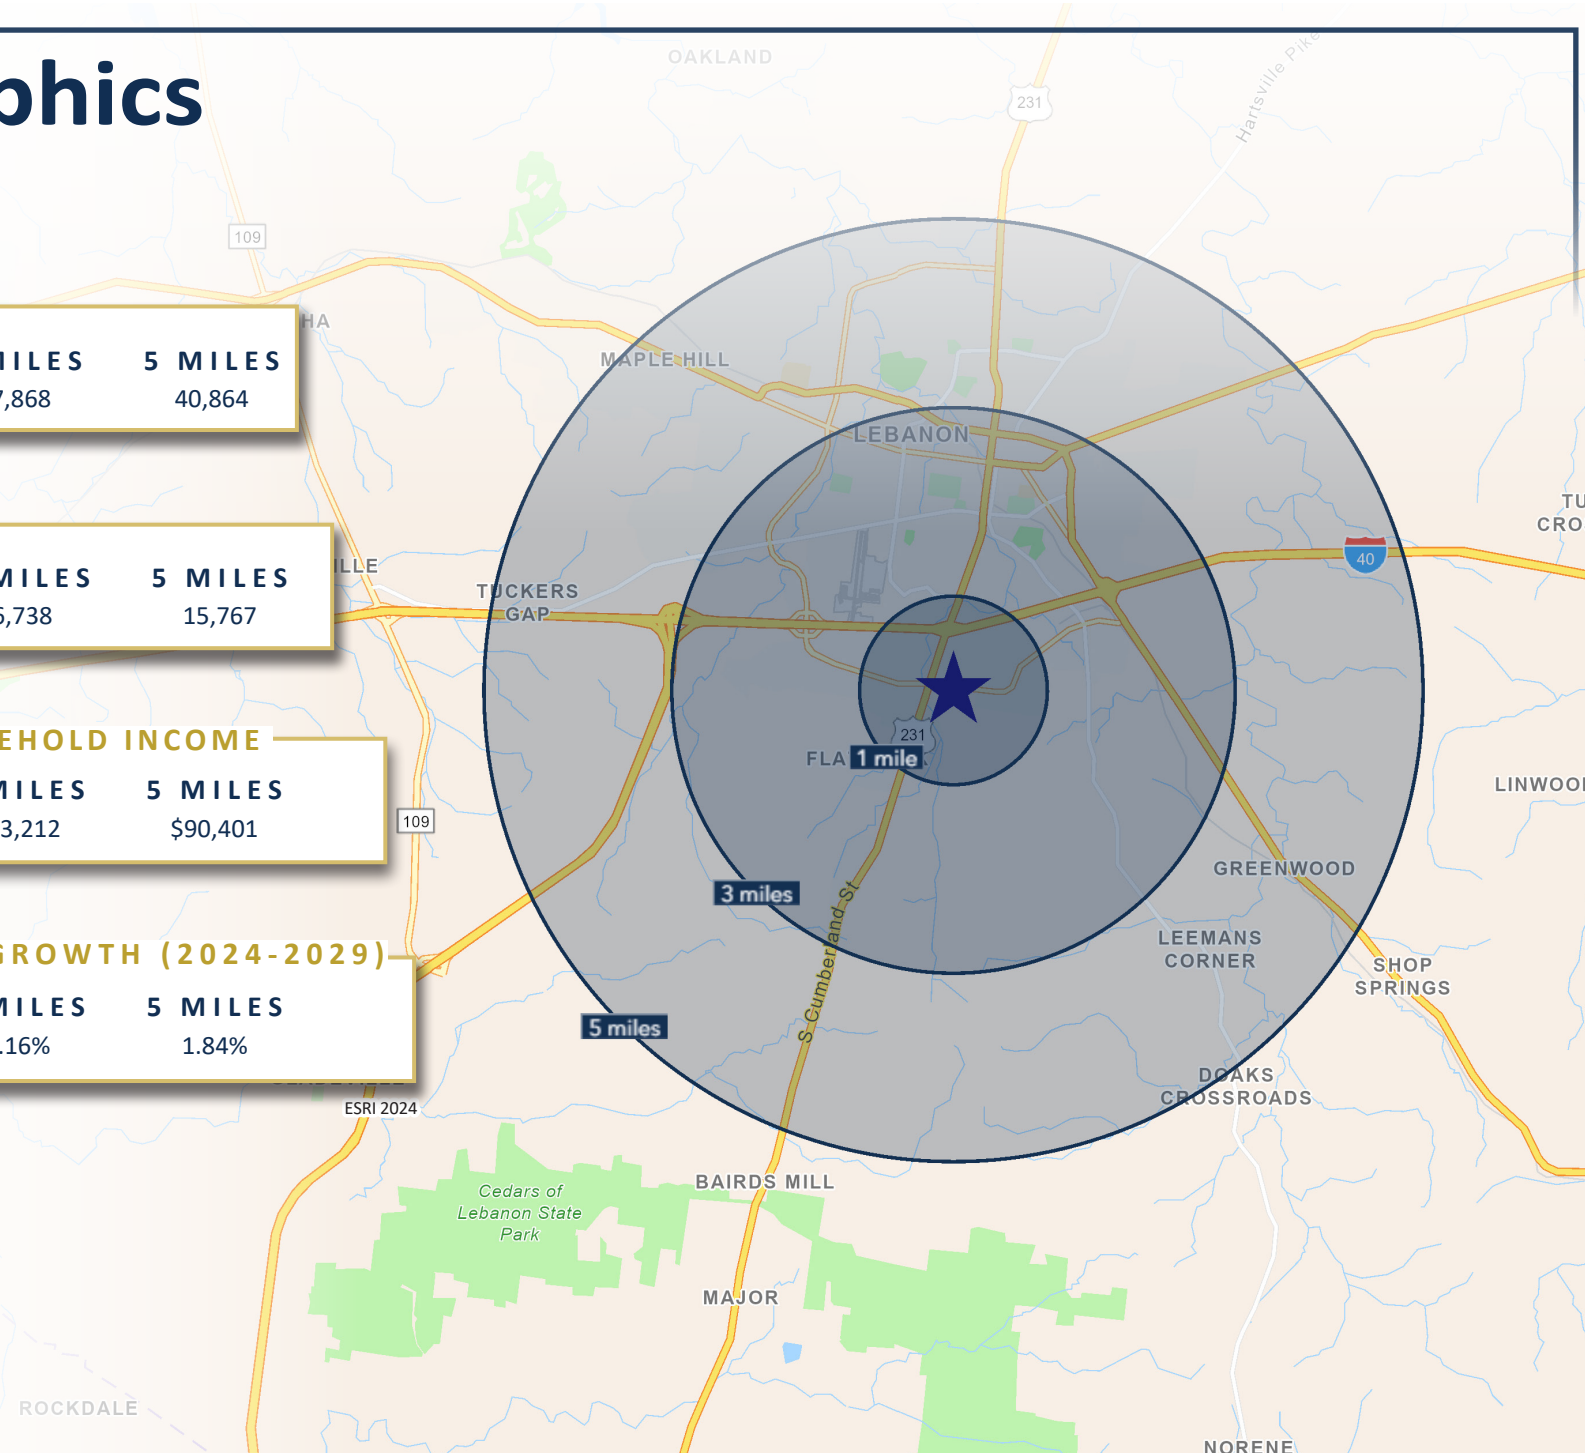 phics
MILES 5 MILES
7,868 40,864
MILES 5 MILES
6,738 15,767
EHOLD INCOME
MILES 5 MILES
3,212 $90,401
GROWTH (2024-2029)
MILES 5 MILES
.16% 1.84%
ESRI 2024
OAKLAND
231
Hartsville Pike
109
HA
MAPLE HILL
LEBANON
TU
CRO
40
ILLE
TUCKERS
GAP
231
FLA
1 mile
LINWOO
109
GREENWOOD
3 miles
S Cumberland St
LEEMANS
CORNER
SHOP
SPRINGS
5 miles
DOAKS
CROSSROADS
BAIRDS MILL
Cedars of
Lebanon State
Park
MAJOR
ROCKDALE
NORENE